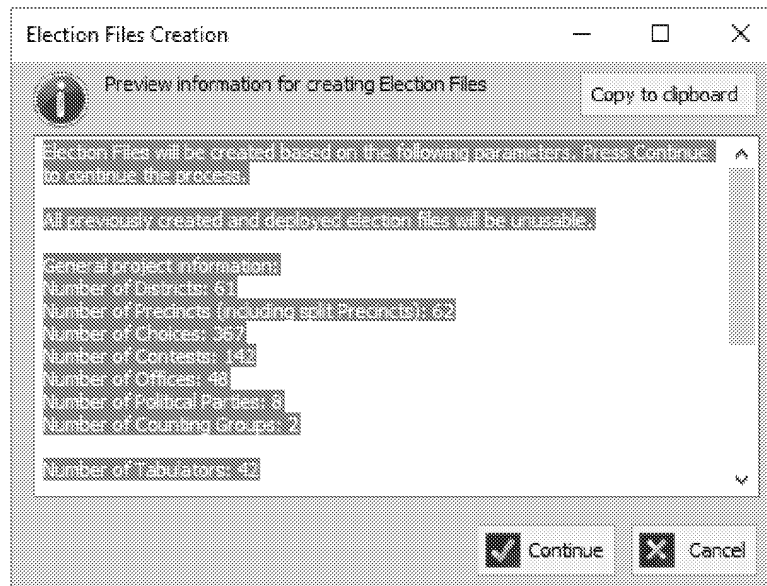 Election Files Creation
Preview information for creating Election Files
Copy to clipboard
Election Files will be created based on the following parameters. Press Continue
to continue the process.
All previously created and deployed election files will be unusable.
General project information:
Number of Districts: 61
Number of Precincts (including split Precincts): 62
Number of Choices: 367
Number of Contests: 142
Number of Offices: 48
Number of Political Parties: 8
Number of Counting Groups: 2
Number of Tabulators: 42
Continue
Cancel